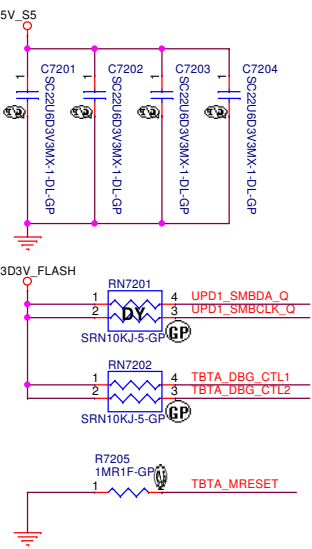 5V_S5
C7201
C7202
C7203
C7204
1
1
1
1
SC22U6D3V3MX-1-DL-GP
SC22U6D3V3MX-1-DL-GP
SC22U6D3V3MX-1-DL-GP
SC22U6D3V3MX-1-DL-GP
3D3V_FLASH
RN7201
1 4 UPD1_SMBDA_Q
2 3 UPD1_SMBCLK_Q
DY
SRN10KJ-5-GP GP
RN7202
1 4 TBTA_DBG_CTL1
2 3 TBTA_DBG_CTL2
SRN10KJ-5-GP GP
R7205
1MR1F-GP
1 TBTA_MRESET